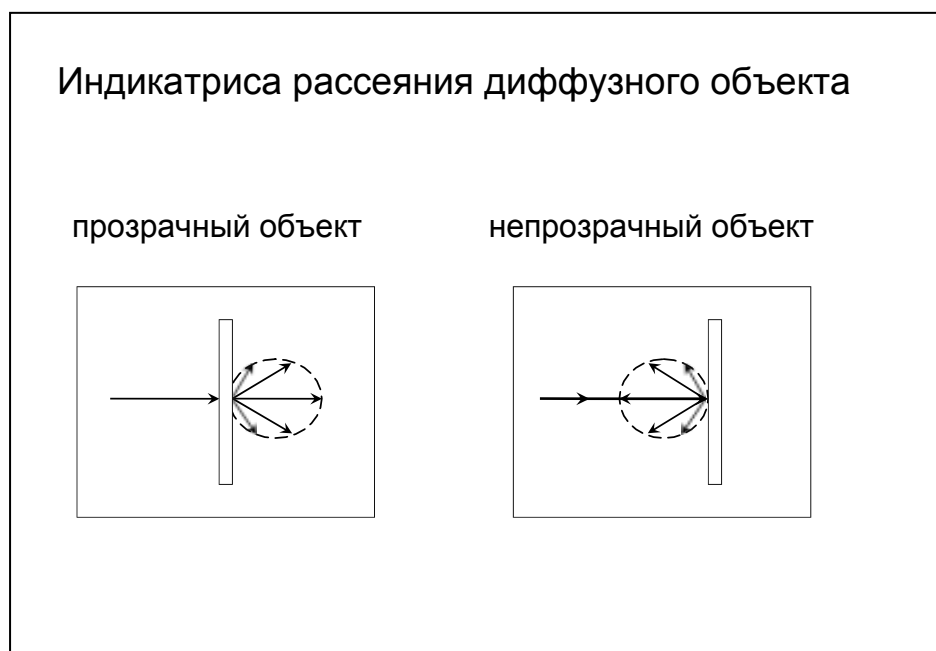 Индикатриса рассеяния диффузного объекта
прозрачный объект
непрозрачный объект